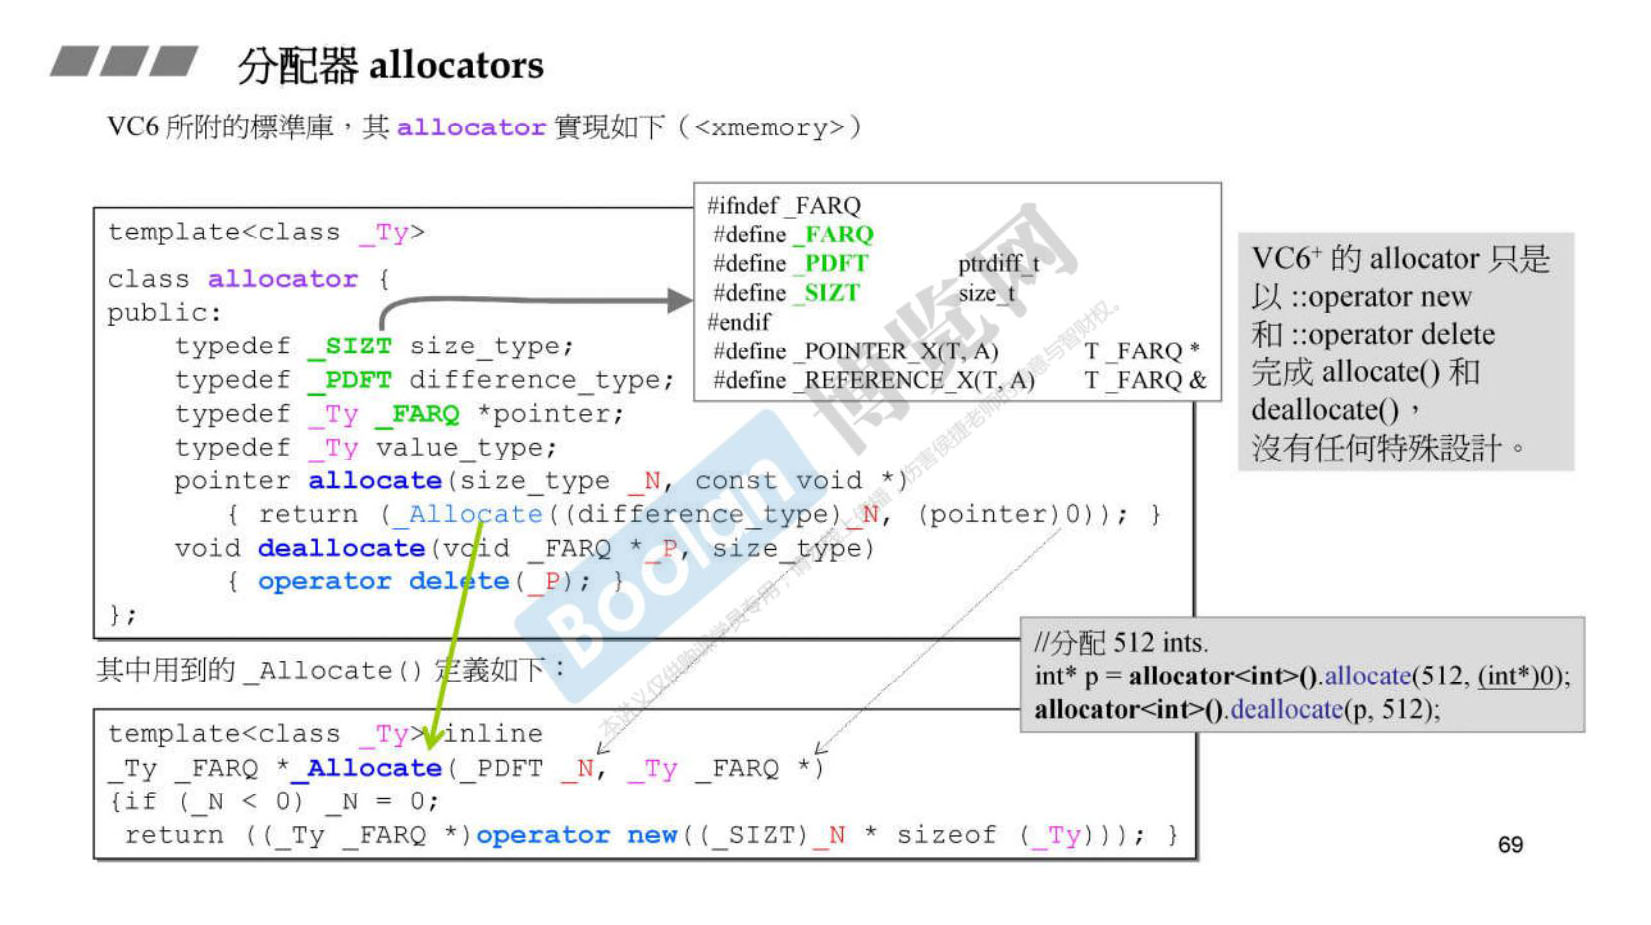 分配器 allocators
VC6 所附的標準庫，其 allocator 實現如下（<xmemory>）
template<class _Ty>
class allocator {
public:
typedef _SIZT size_type;
typedef _PDFT difference_type;
typedef _Ty _FARQ *pointer;
typedef _Ty value_type;
pointer allocate(size_type _N, const void *)
{ return (_Allocate((difference_type)_N, (pointer)0)); }
void deallocate(void _FARQ *_P, size_type)
{ operator delete(_P); }
};
#ifndef _FARQ
#define _FARQ
#define _PDFT ptrdiff_t
#define _SIZT size_t
#endif
#define _POINTER_X(T, A) T _FARQ *
#define _REFERENCE_X(T, A) T _FARQ &
VC6+ 的 allocator 只是
以 ::operator new
和 ::operator delete
完成 allocate() 和
deallocate()，
沒有任何特殊設計。
其中用到的 _Allocate() 定義如下：
//分配 512 ints.
int* p = allocator<int>().allocate(512, (int*)0);
allocator<int>().deallocate(p, 512);
template<class _Ty> inline
_Ty _FARQ *_Allocate(_PDFT _N, _Ty _FARQ *)
{if (_N < 0) _N = 0;
return ((_Ty _FARQ *)operator new((_SIZT)_N * sizeof (_Ty))); }
69
Boolan 博览网